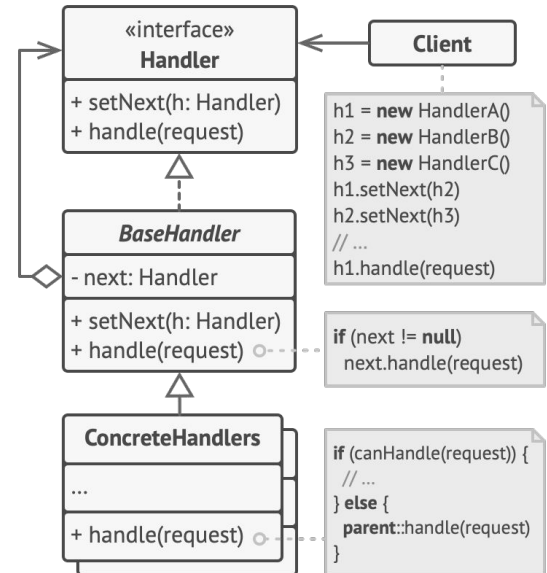 «interface»
Handler
+ setNext(h: Handler)
+ handle(request)
Client
h1 = new HandlerA()
h2 = new HandlerB()
h3 = new HandlerC()
h1.setNext(h2)
h2.setNext(h3)
// ...
h1.handle(request)
BaseHandler
- next: Handler
+ setNext(h: Handler)
+ handle(request)
if (next != null)
next.handle(request)
ConcreteHandlers
...
+ handle(request)
if (canHandle(request)) {
// ...
} else {
parent::handle(request)
}